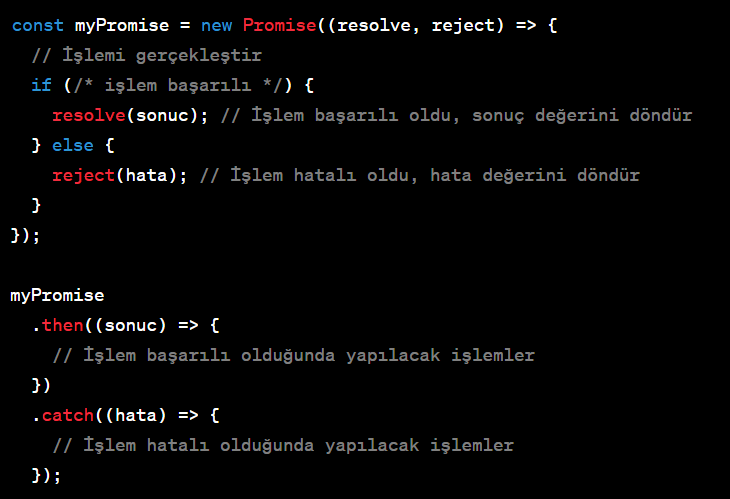 const myPromise = new Promise((resolve, reject) => {
  // İşlemi gerçekleştir
  if (/* işlem başarılı */) {
    resolve(sonuc); // İşlem başarılı oldu, sonuç değerini döndür
  } else {
    reject(hata); // İşlem hatalı oldu, hata değerini döndür
  }
});

myPromise
  .then((sonuc) => {
    // İşlem başarılı olduğunda yapılacak işlemler
  })
  .catch((hata) => {
    // İşlem hatalı olduğunda yapılacak işlemler
  });